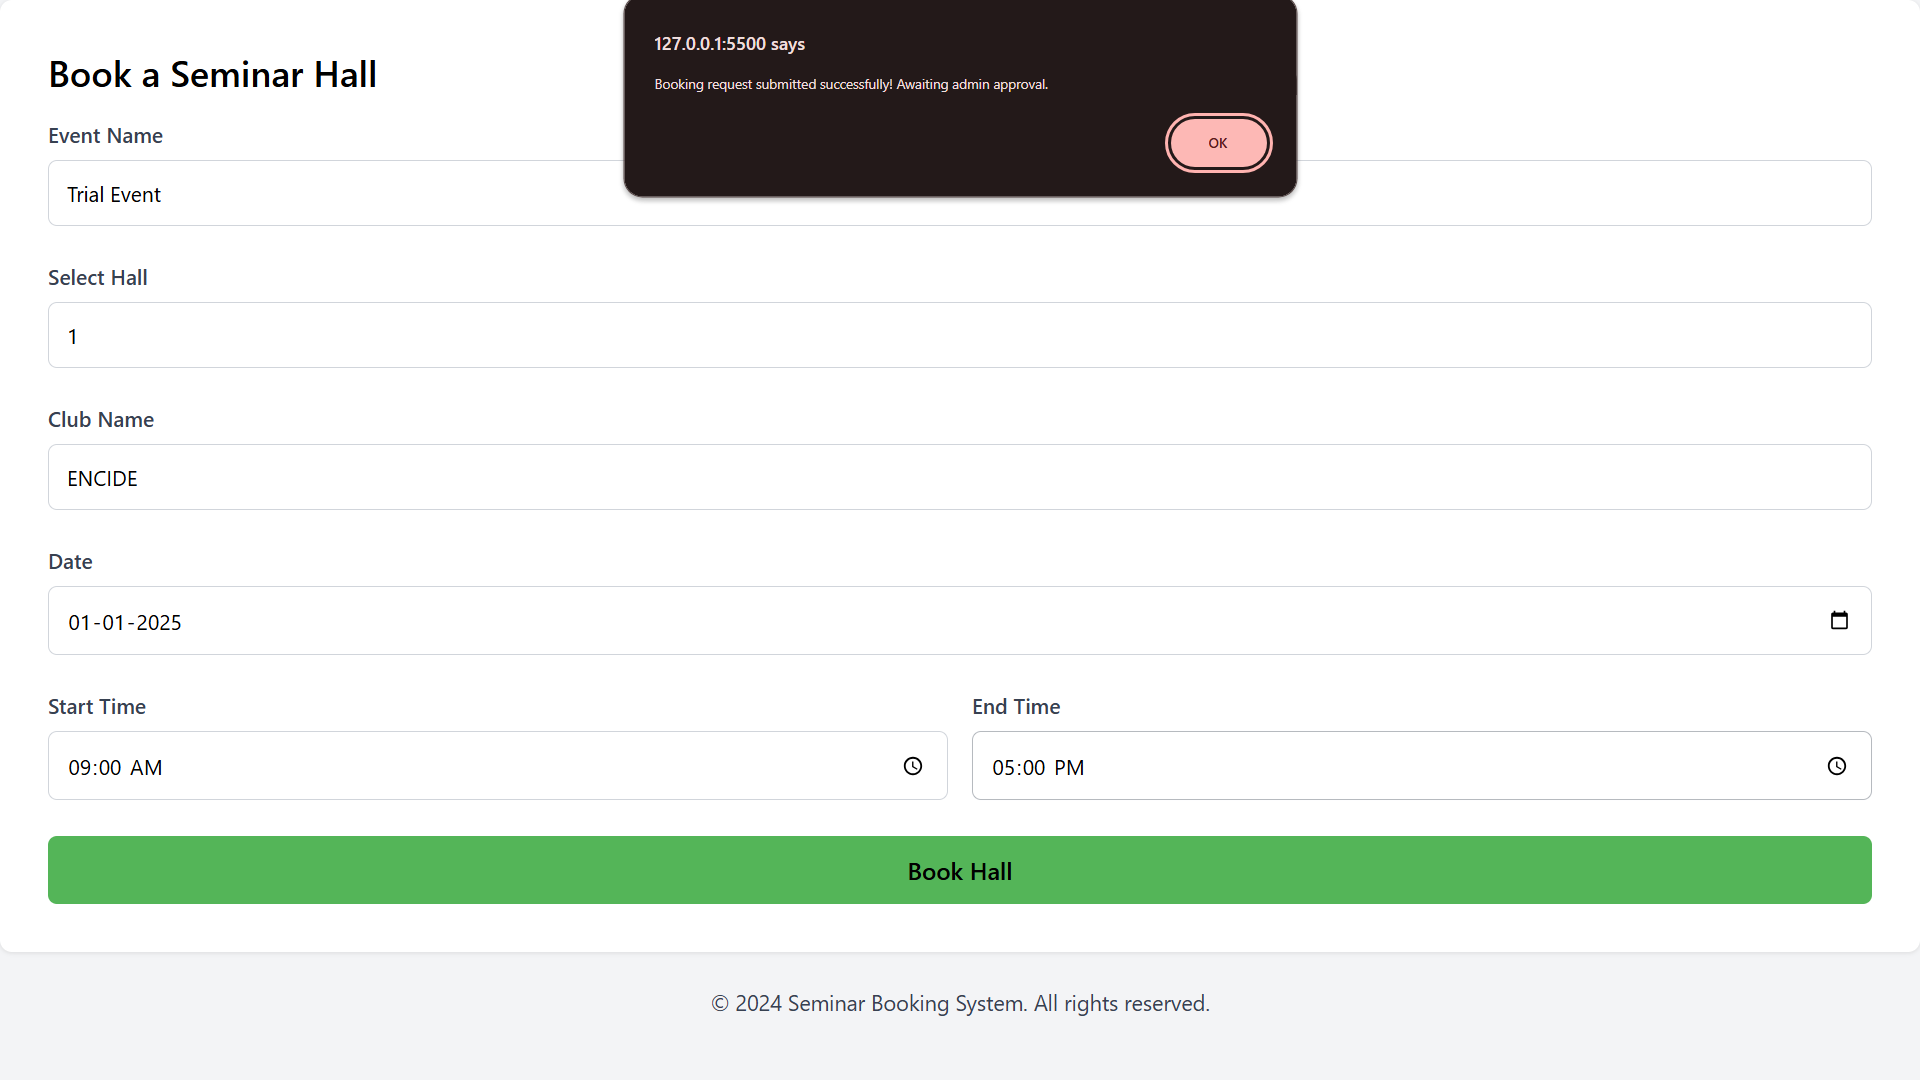 127.0.0.1:5500 says
Booking request submitted successfully! Awaiting admin approval.
OK
Book a Seminar Hall
Event Name
Trial Event
Select Hall
1
Club Name
ENCIDE
Date
01-01-2025
Start Time
End Time
09:00 AM
05:00 PM
Book Hall
© 2024 Seminar Booking System. All rights reserved.